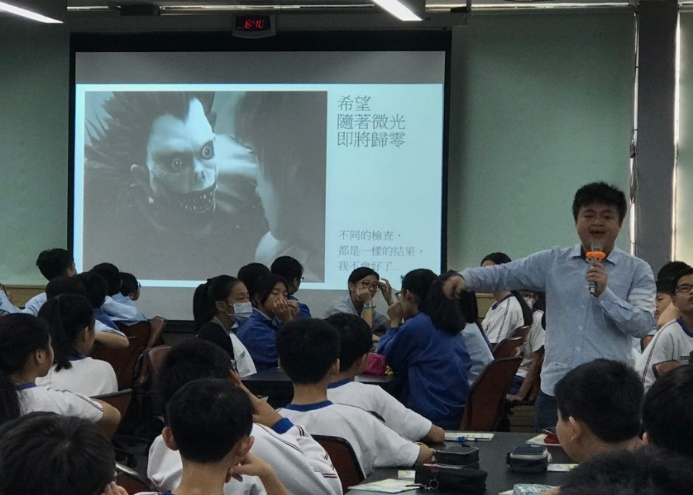 希望
隨著微光
即將歸零
不同的檢查，
都是一樣的結果，
我不會好了